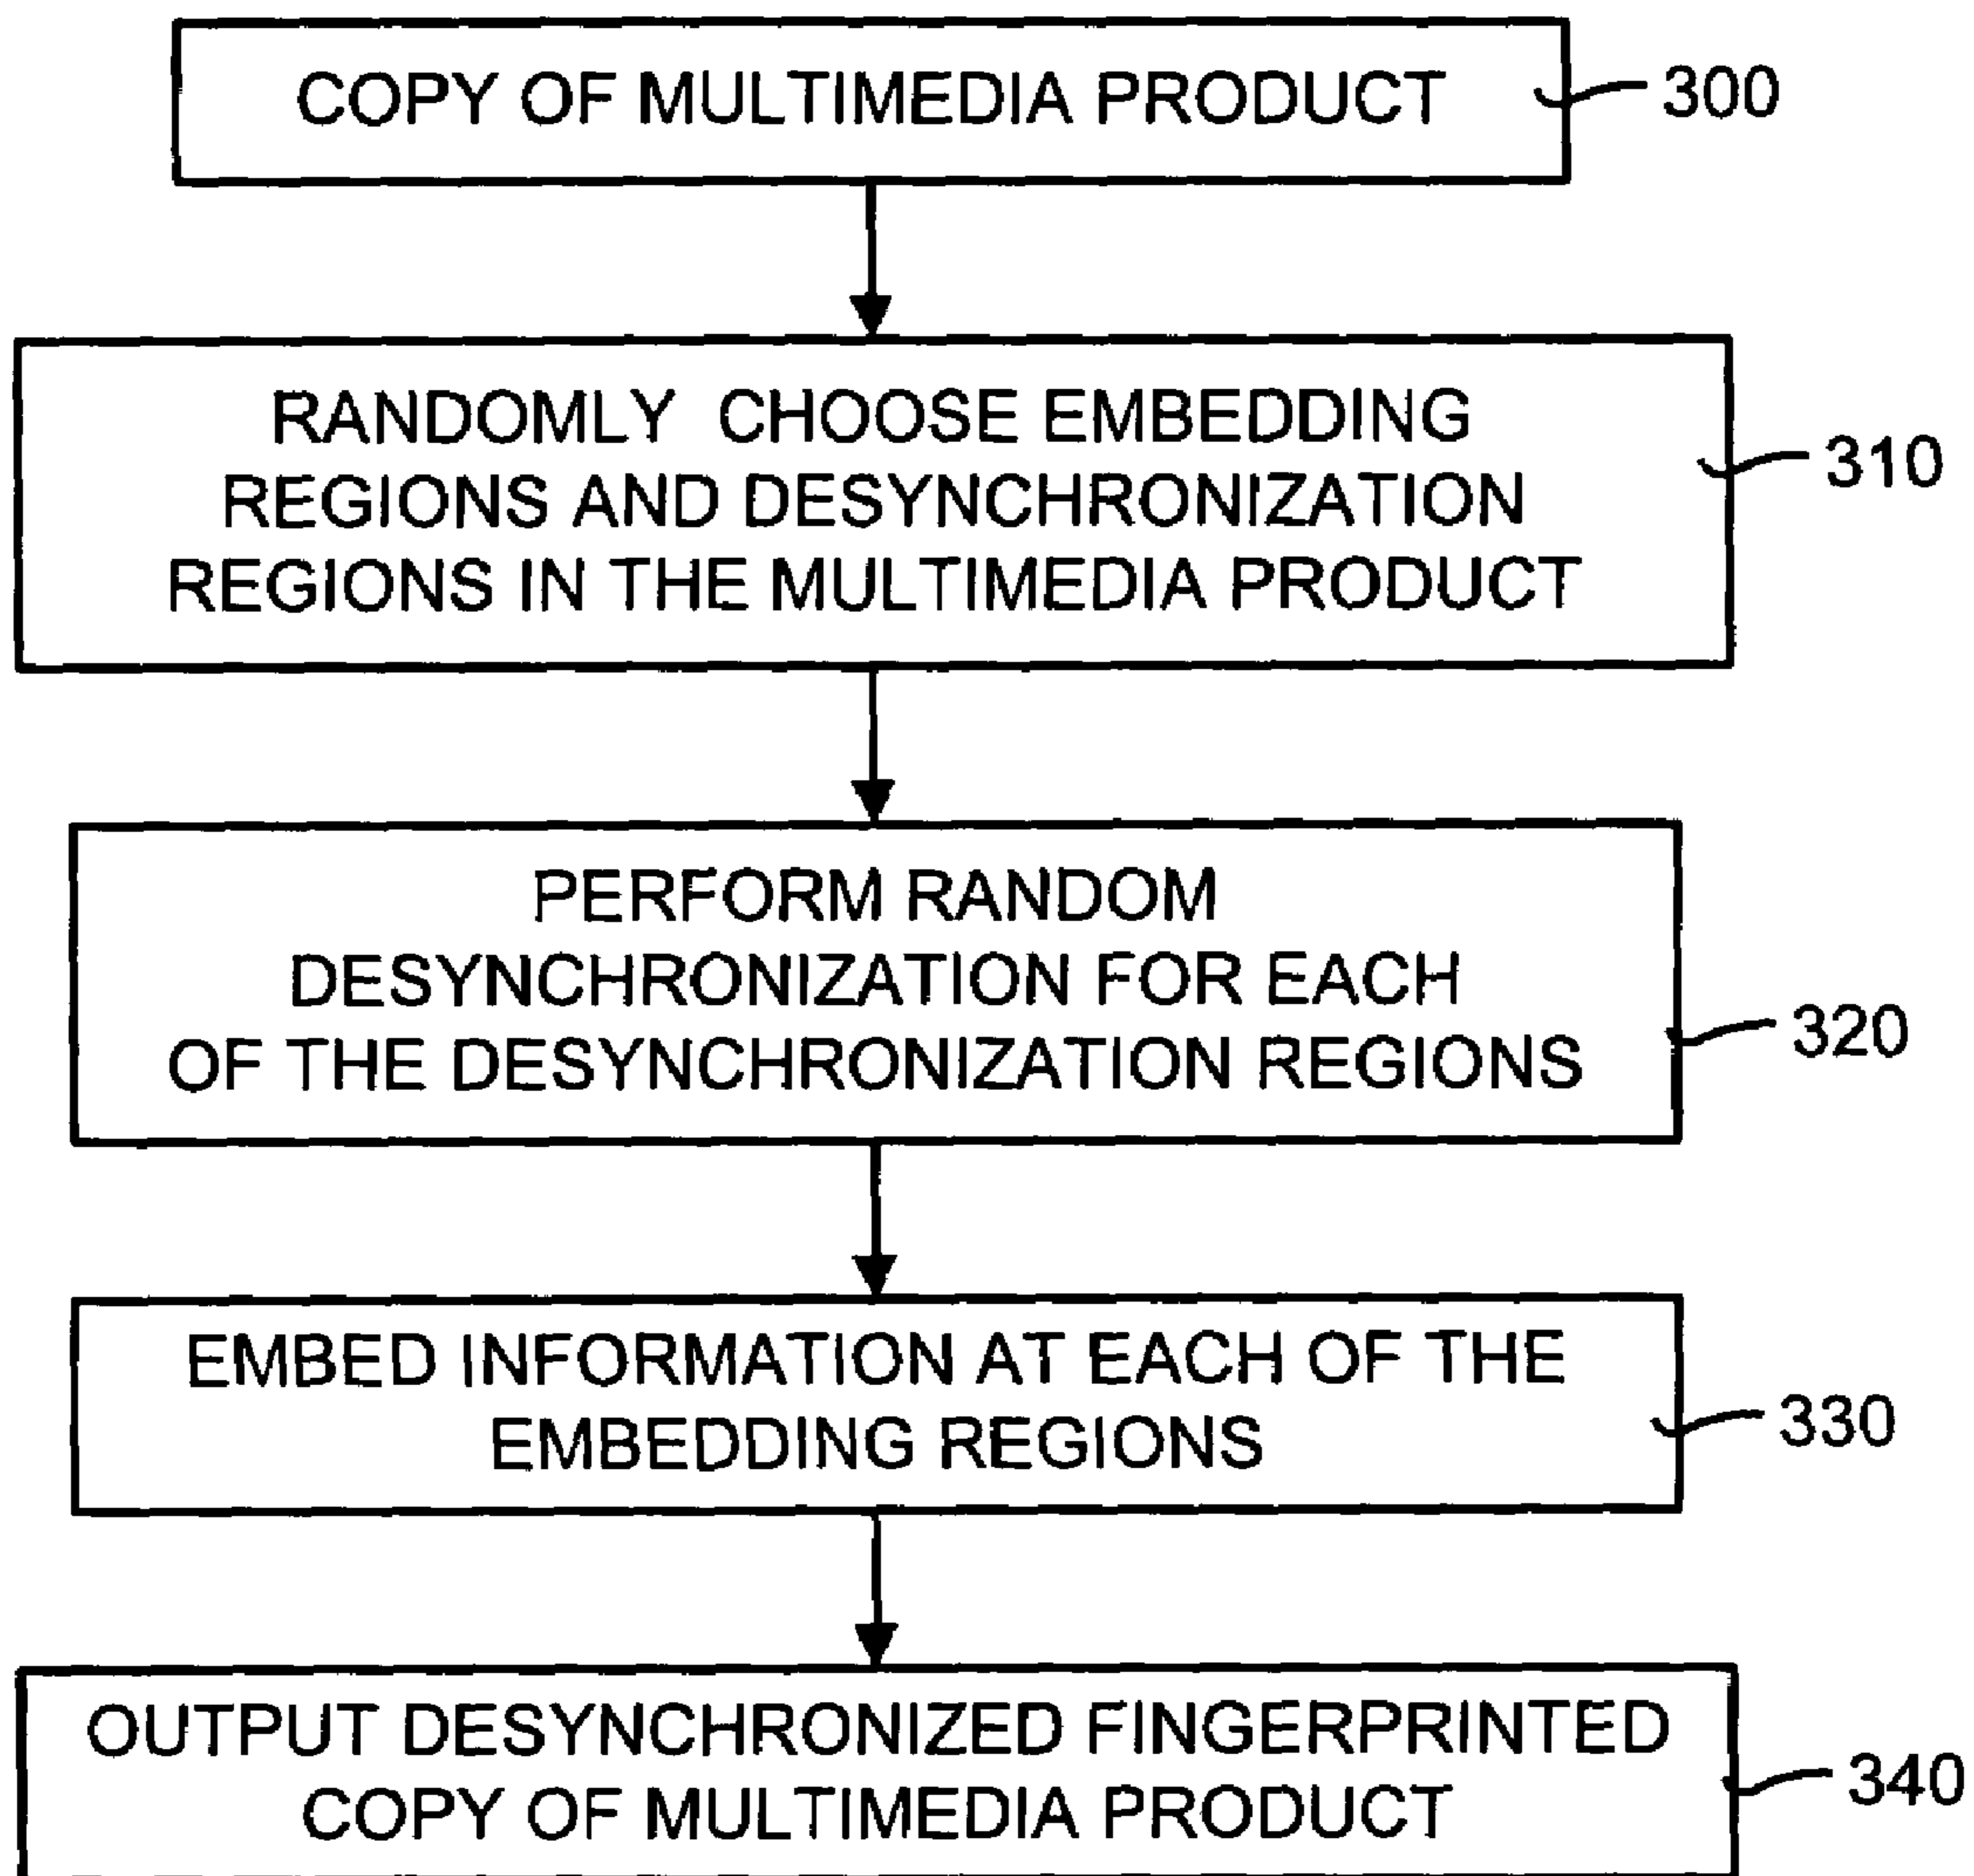 COPY OF MULTIMEDIA PRODUCT
300
RANDOMLY CHOOSE EMBEDDING
REGIONS AND DESYNCHRONIZATION
REGIONS IN THE MULTIMEDIA PRODUCT
310
PERFORM RANDOM
DESYNCHRONIZATION FOR EACH
OF THE DESYNCHRONIZATION REGIONS
320
EMBED INFORMATION AT EACH OF THE
EMBEDDING REGIONS
330
OUTPUT DESYNCHRONIZED FINGERPRINTED
COPY OF MULTIMEDIA PRODUCT
340